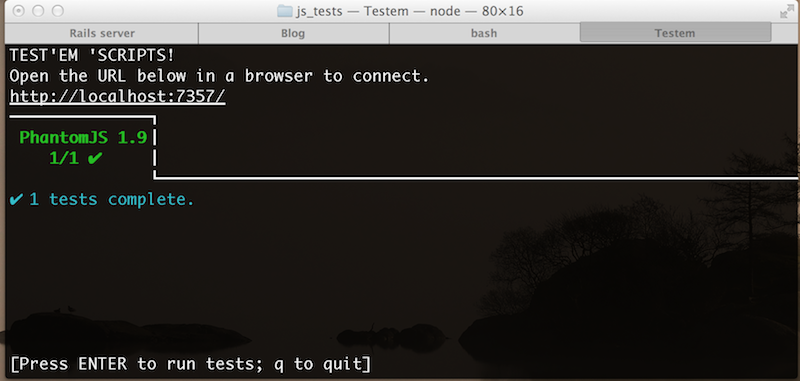 js_tests — Testem — node — 80×16
Rails server
Blog
bash
Testem
TEST'EM 'SCRIPTS!
Open the URL below in a browser to connect.
http://localhost:7357/
PhantomJS 1.9
1/1 ✔
✔ 1 tests complete.
[Press ENTER to run tests; q to quit]